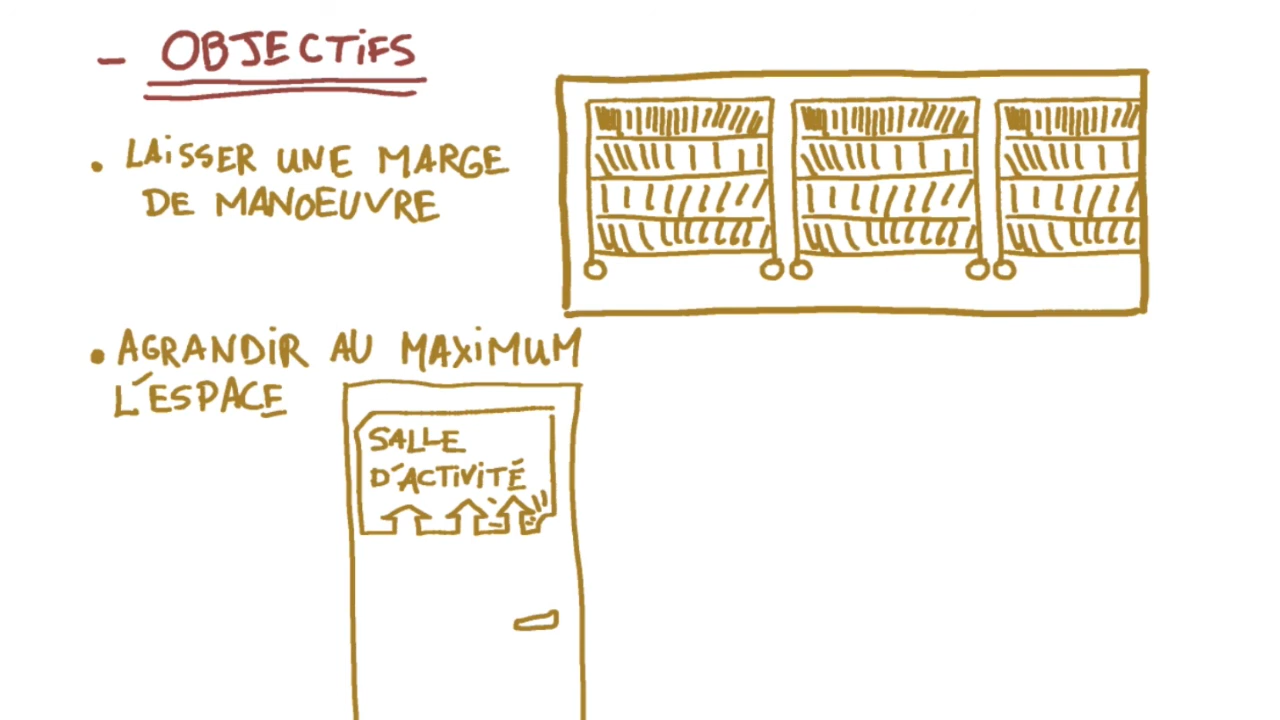 - OBJECTIFS
• LAISSER UNE MARGE
DE MANOEUVRE
• AGRANDIR AU MAXIMUM
L'ESPACE
SALLE
D'ACTIVITÉ